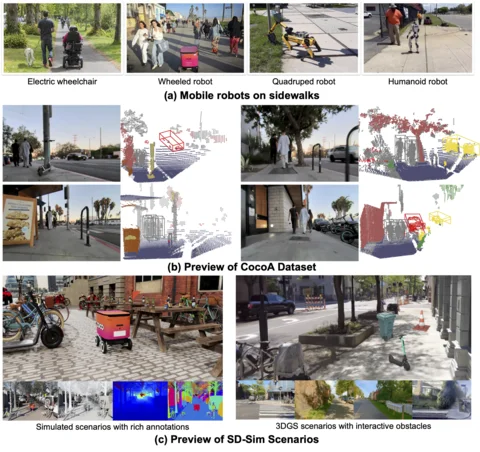 Electric wheelchair
Wheeled robot
Quadruped robot
Humanoid robot
(a) Mobile robots on sidewalks
(b) Preview of CocoA Dataset
Simulated scenarios with rich annotations
3DGS scenarios with interactive obstacles
(c) Preview of SD-Sim Scenarios